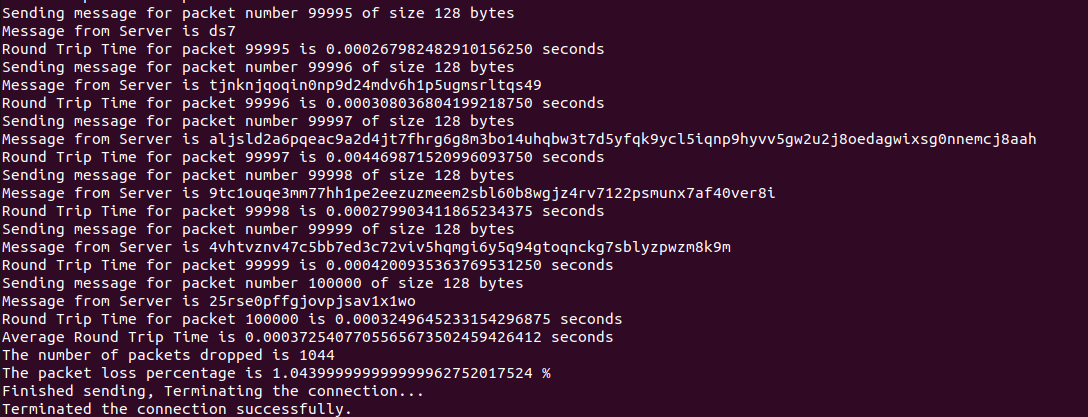 Sending message for packet number 99995 of size 128 bytes
Message from Server is ds7
Round Trip Time for packet 99995 is 0.000267982482910156250 seconds
Sending message for packet number 99996 of size 128 bytes
Message from Server is tjnknjqoqin0np9d24mdv6h1p5ugmsrltqs49
Round Trip Time for packet 99996 is 0.000308036804199218750 seconds
Sending message for packet number 99997 of size 128 bytes
Message from Server is aljsld2a6pqeac9a2d4jt7fhrg6g8m3bo14uhqbw3t7d5yfqk9ycl5iqnp9hyvv5gw2u2j8oedagwixsg0nnemcj8aah
Round Trip Time for packet 99997 is 0.004469871520996093750 seconds
Sending message for packet number 99998 of size 128 bytes
Message from Server is 9tc1ouqe3mm77hh1pe2eezuzmeem2sbl60b8wgjz4rv7122psmunx7af40ver8i
Round Trip Time for packet 99998 is 0.000279903411865234375 seconds
Sending message for packet number 99999 of size 128 bytes
Message from Server is 4vhtvznv47c5bb7ed3c72viv5hqmgi6y5q94gtoqnckg7sblyzpwzm8k9m
Round Trip Time for packet 99999 is 0.000420093536376953125​0 seconds
Sending message for packet number 100000 of size 128 bytes
Message from Server is 25rse0pffgjovpjsav1x1wo
Round Trip Time for packet 100000 is 0.0003249645233154296875 seconds
Average Round Trip Time is 0.0003725407705565673502459426412 seconds
The number of packets dropped is 1044
The packet loss percentage is 1.043999999999999962752017524 %
Finished sending, Terminating the connection...
Terminated the connection successfully.